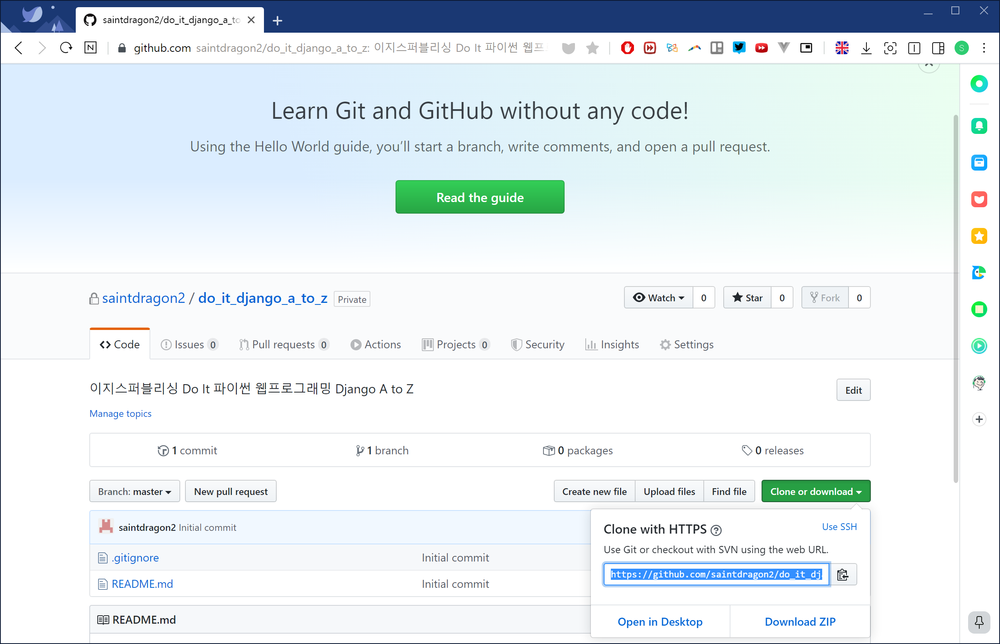 saintdragon2/do_it_django_a_to
github.com saintdragon2/do_it_django_a_to_z: 이지스퍼블리싱 Do It 파이썬 웹프
Learn Git and GitHub without any code!
Using the Hello World guide, you’ll start a branch, write comments, and open a pull request.
Read the guide
saintdragon2 / do_it_django_a_to_z Private
Watch 0 Star 0 Fork 0
Code Issues 0 Pull requests 0 Actions Projects 0 Security Insights Settings
이지스퍼블리싱 Do It 파이썬 웹프로그래밍 Django A to Z
Edit
Manage topics
1 commit 1 branch 0 packages 0 releases
Branch: master New pull request Create new file Upload files Find file Clone or download
saintdragon2 Initial commit
.gitignore Initial commit
README.md Initial commit
README.md
Clone with HTTPS Use SSH
Use Git or checkout with SVN using the web URL.
https://github.com/saintdragon2/do_it_dj
Open in Desktop Download ZIP